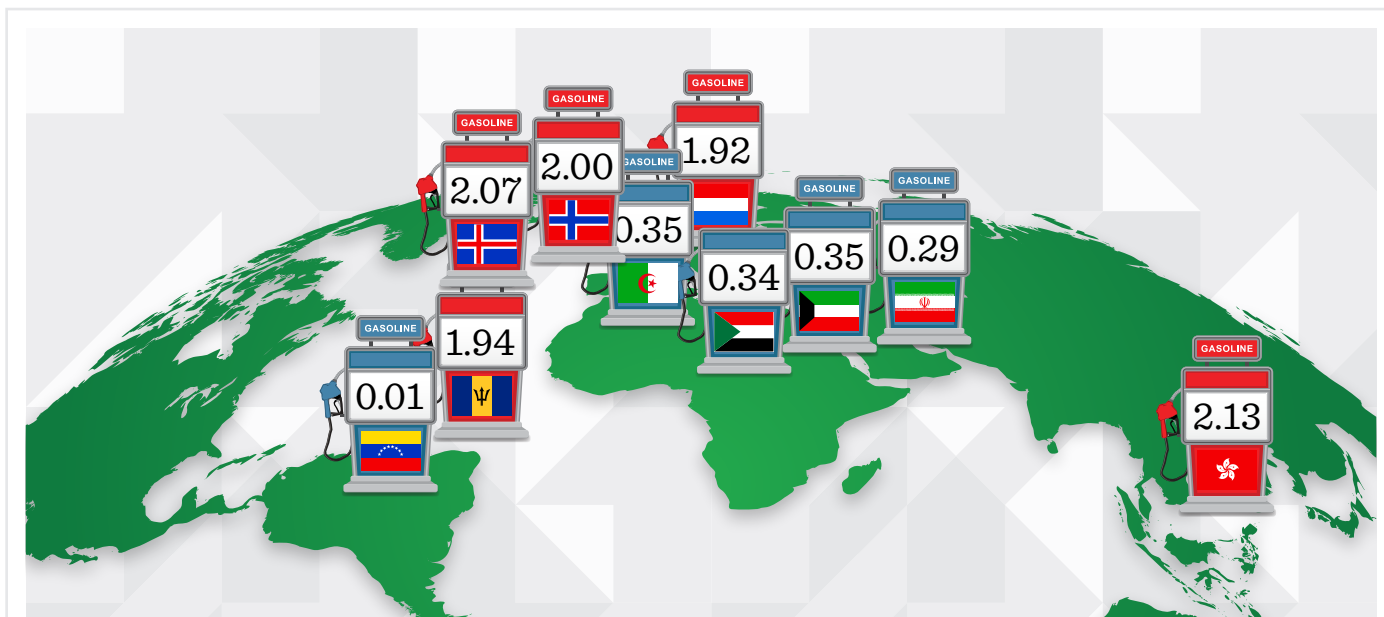 GASOLINE
1.92
GASOLINE
2.00
GASOLINE
2.07
GASOLINE
0.35
GASOLINE
0.35
GASOLINE
0.29
0.34
1.94
GASOLINE
0.01
GASOLINE
2.13